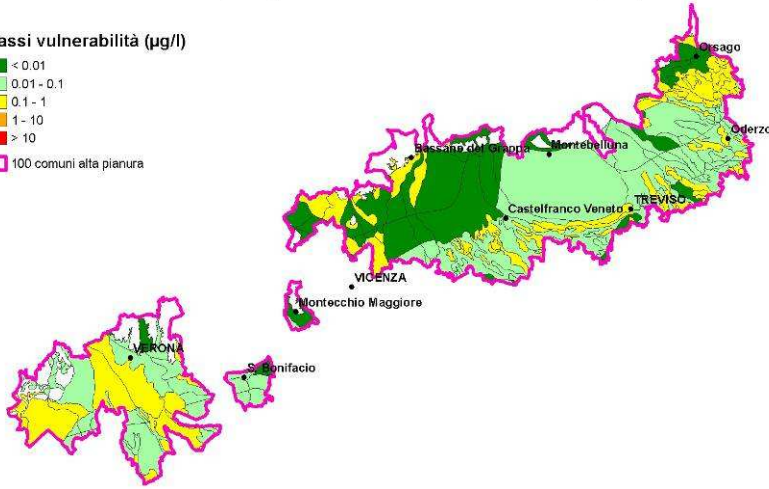 assi vulnerabilità (µg/l)
< 0.01
0.01 - 0.1
0.1 - 1
1 - 10
> 10
100 comuni alta pianura
Orsago
Oderzo
Bassano del Grappa
Montebelluna
Castelfranco Veneto
TREVISO
VICENZA
Montecchio Maggiore
VERONA
S. Bonifacio